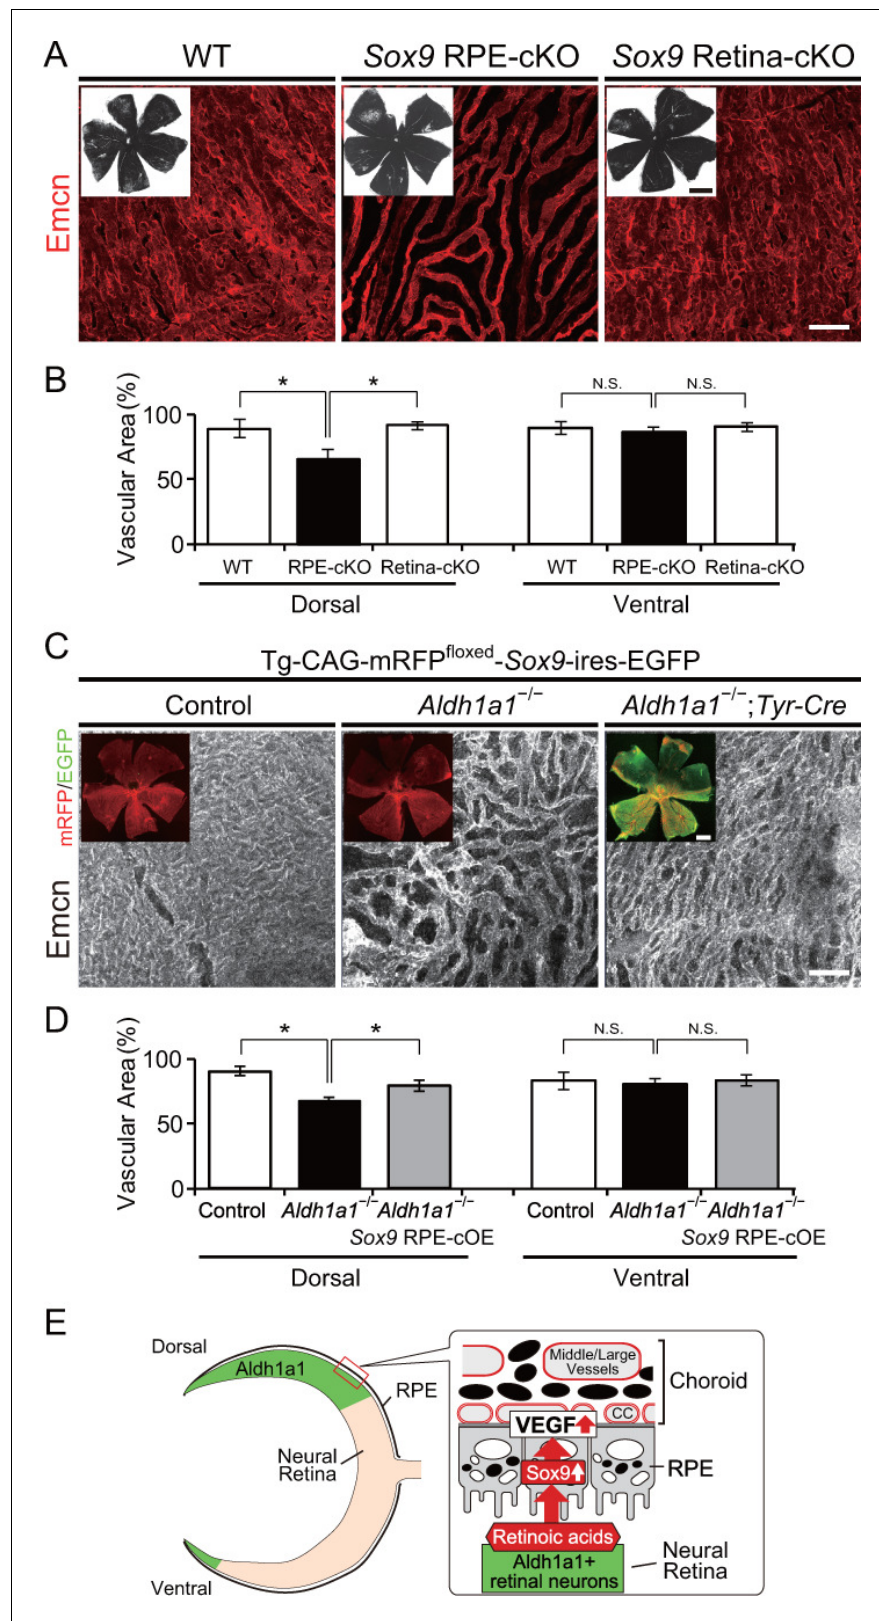 A
WT
Sox9 RPE-cKO
Sox9 Retina-cKO
Emcn
B
Vascular Area (%)
100
50
0
*
*
N.S.
N.S.
WT
RPE-cKO
Retina-cKO
WT
RPE-cKO
Retina-cKO
Dorsal
Ventral
C
Tg-CAG-mRFPfloxed-Sox9-ires-EGFP
Control
Aldh1a1−/−
Aldh1a1−/−;Tyr-Cre
mRFP/EGFP
Emcn
D
Vascular Area (%)
100
50
0
*
*
N.S.
N.S.
Control
Aldh1a1−/−
Aldh1a1−/−
Sox9 RPE-cOE
Control
Aldh1a1−/−
Aldh1a1−/−
Sox9 RPE-cOE
Dorsal
Ventral
E
Dorsal
Aldh1a1
RPE
Neural
Retina
Ventral
Middle/Large
Vessels
Choroid
CC
VEGF
Sox9
RPE
Retinoic acids
Aldh1a1+
retinal neurons
Neural
Retina